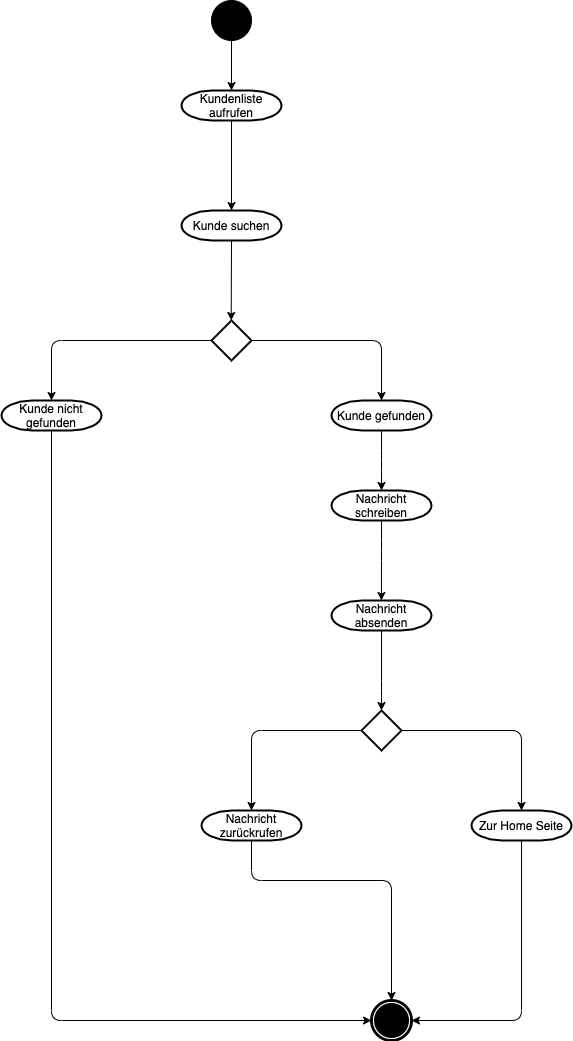 Kundenliste
aufrufen
Kunde suchen
Kunde nicht
gefunden
Kunde gefunden
Nachricht
schreiben
Nachricht
absenden
Nachricht
zurückrufen
Zur Home Seite